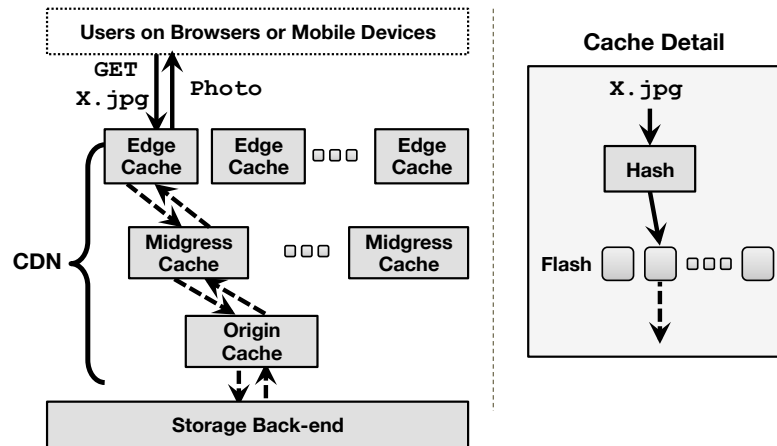 Users on Browsers or Mobile Devices
GET
X.jpg
Photo
Edge
Cache
Edge
Cache
Edge
Cache
CDN
Midgress
Cache
Midgress
Cache
Origin
Cache
Storage Back-end
Cache Detail
X.jpg
Hash
Flash